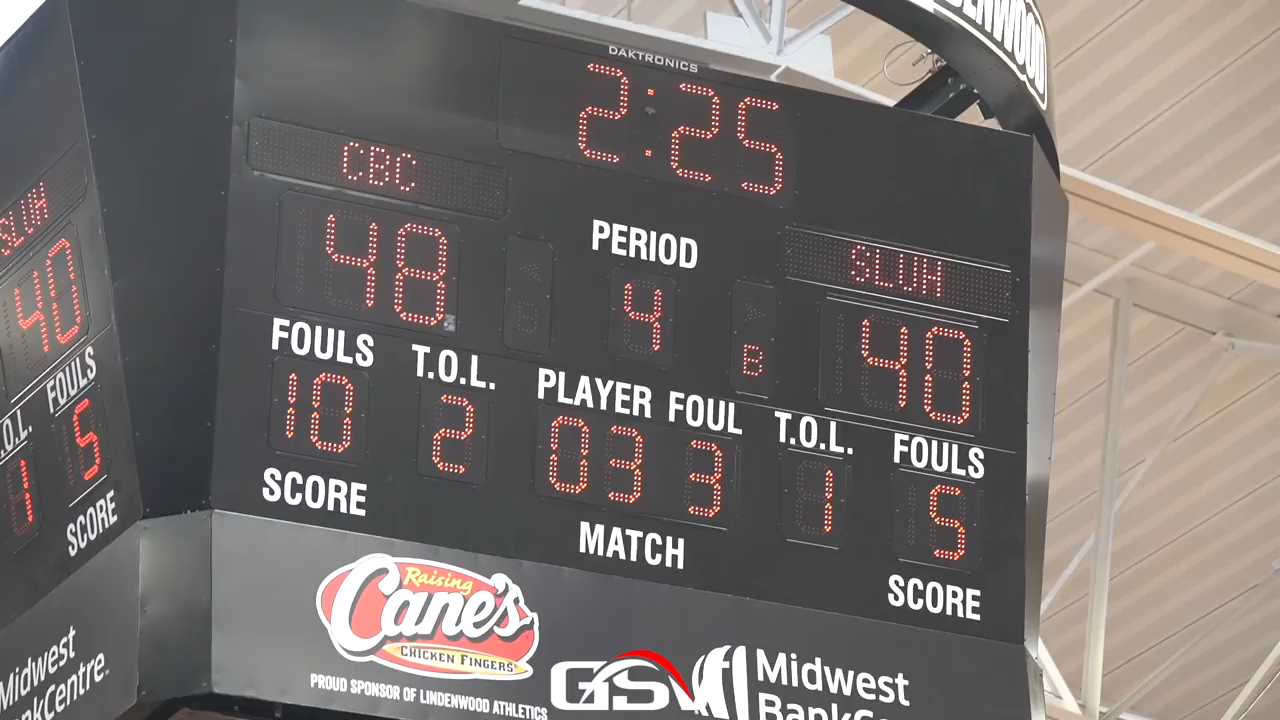 DAKTRONICS
2:25
CBC
48
PERIOD
4
B
SLUH
40
FOULS
10
T.O.L.
2
PLAYER FOUL
03 3
T.O.L.
1
FOULS
5
SCORE
MATCH
SCORE
Raising
Cane's
CHICKEN FINGERS
PROUD SPONSOR OF LINDENWOOD ATHLETICS
GSV
Midwest
SLUH
40
FOULS
5
1
SCORE
Midwest
BankCentre